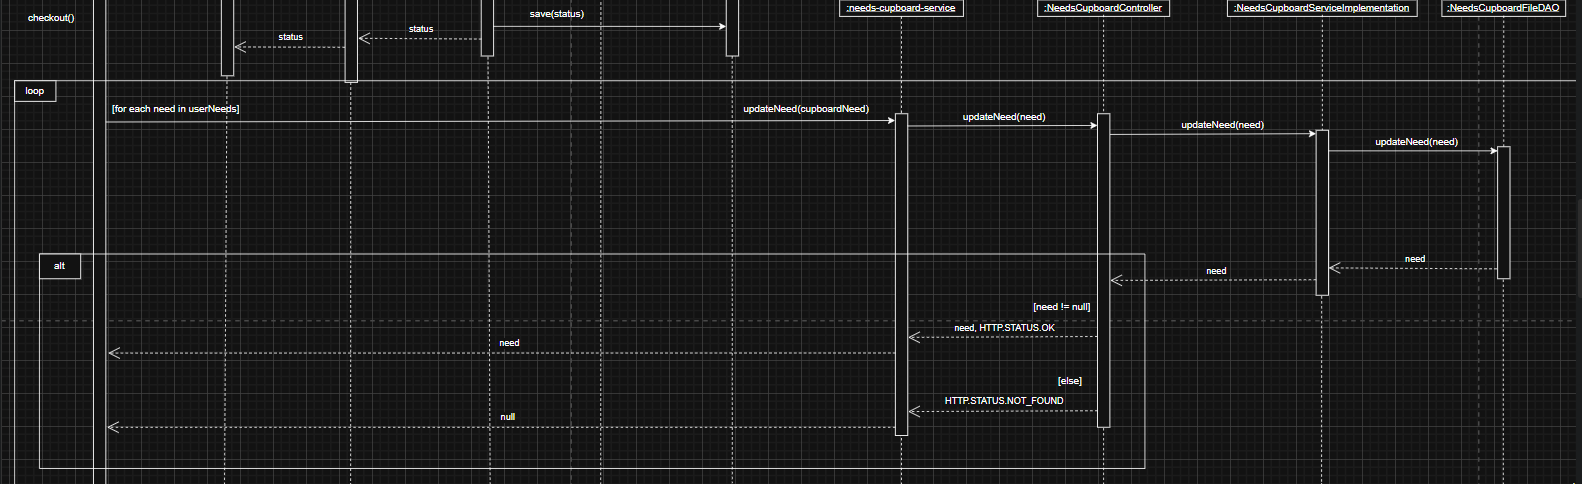 :needs-cupboard-service
:NeedsCupboardController
:NeedsCupboardServiceImplementation
:NeedsCupboardFileDAO
checkout()
save(status)
status
status
loop
[for each need in userNeeds]
updateNeed(cupboardNeed)
updateNeed(need)
updateNeed(need)
updateNeed(need)
alt
need
need
[need != null]
need, HTTP.STATUS.OK
need
[else]
HTTP.STATUS.NOT_FOUND
null